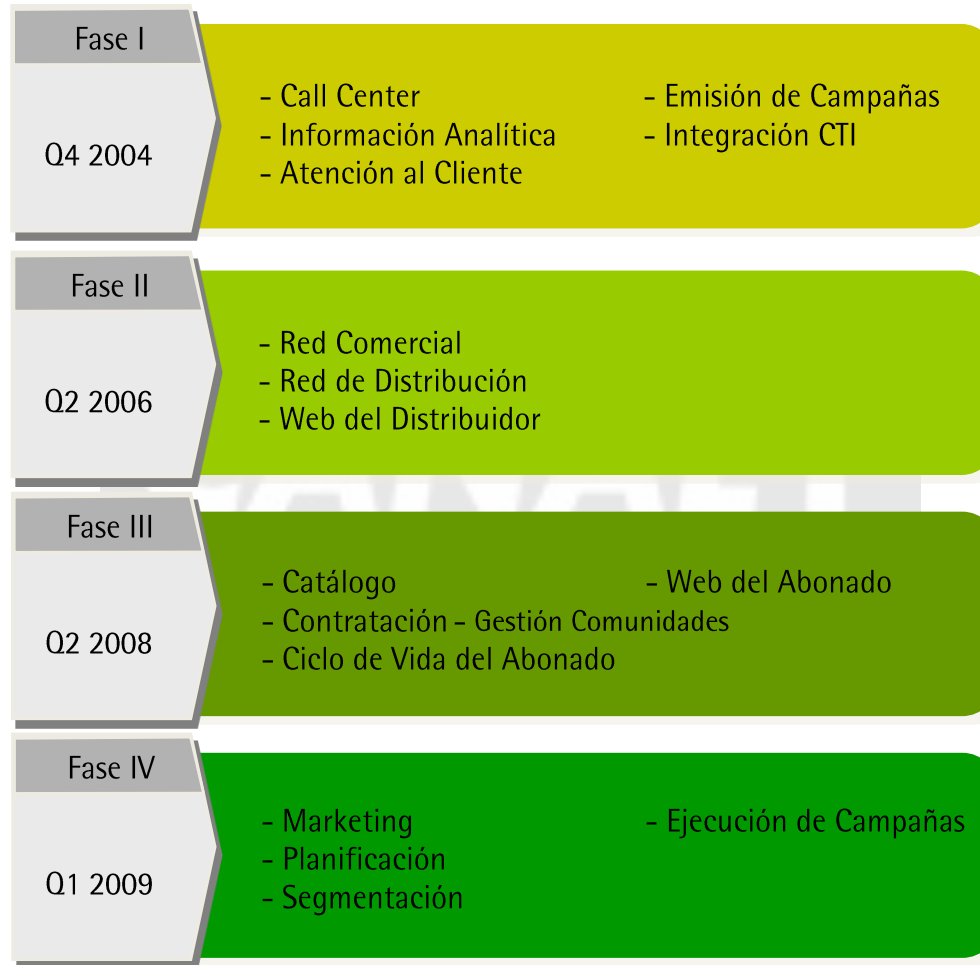 Fase I
Q4 2004
- Call Center
- Información Analítica
- Atención al Cliente
- Emisión de Campañas
- Integración CTI
Fase II
Q2 2006
- Red Comercial
- Red de Distribución
- Web del Distribuidor
Fase III
Q2 2008
- Catálogo
- Contratación - Gestión Comunidades
- Ciclo de Vida del Abonado
- Web del Abonado
Fase IV
Q1 2009
- Marketing
- Planificación
- Segmentación
- Ejecución de Campañas